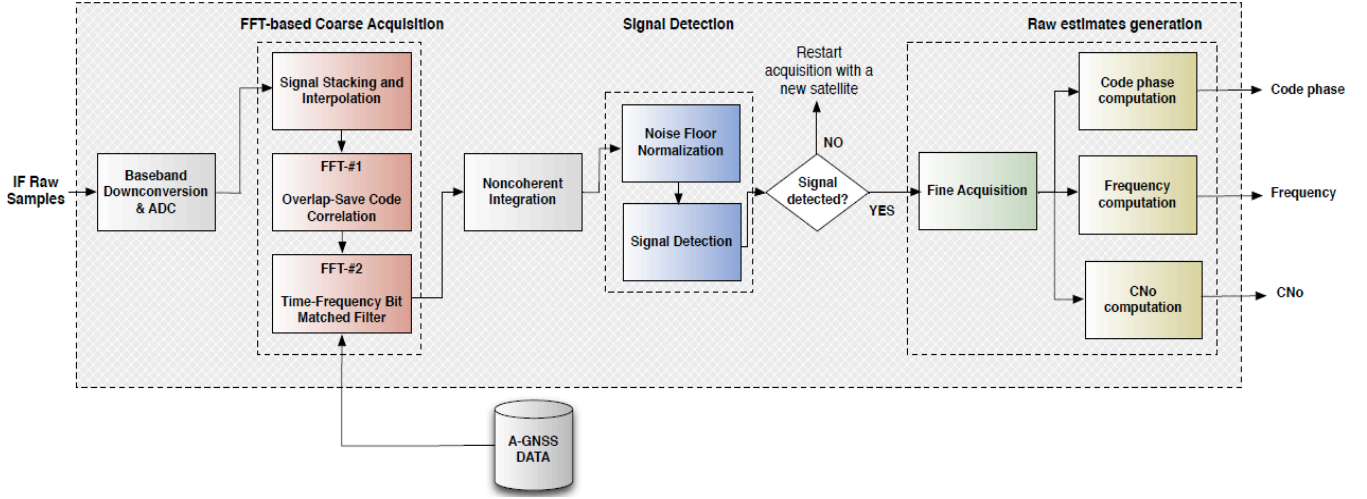 FFT-based Coarse Acquisition
Signal Detection
Raw estimates generation
IF Raw
Samples
Baseband
Downconversion
& ADC
Signal Stacking and
Interpolation
FFT-#1
Overlap-Save Code
Correlation
FFT-#2
Time-Frequency Bit
Matched Filter
Noncoherent
Integration
Noise Floor
Normalization
Signal Detection
Restart
acquisition with a
new satellite
NO
Signal
detected?
YES
Fine Acquisition
Code phase
computation
Code phase
Frequency
computation
Frequency
CNo
computation
CNo
A-GNSS
DATA